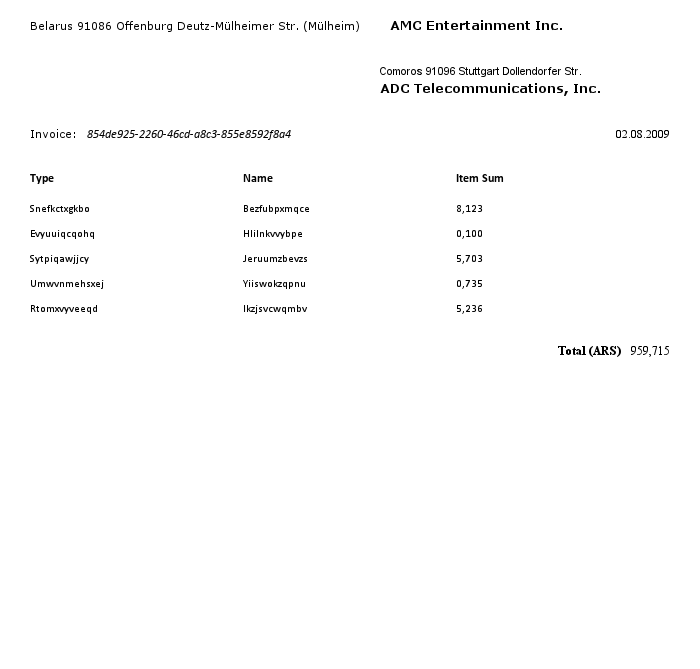 Belarus 91086 Offenburg Deutz-Mülheimer Str. (Mülheim) AMC Entertainment Inc.
Comoros 91096 Stuttgart Dollendorfer Str.
ADC Telecommunications, Inc.
Invoice: 854de925-2260-46cd-a8c3-855e8592f8a4 02.08.2009
Type Name Item Sum
Snefkctxgkbo Bezfubpxmqce 8,123
Evyuuiqcqohq Hlilnkvvybpe 0,100
Sytpiqawjjcy Jeruumzbevzs 5,703
Umwvnmehsxej Yiiswokzqpnu 0,735
Rtomxvyveeqd Ikzjsvcwqmbv 5,236
Total (ARS) 959,715